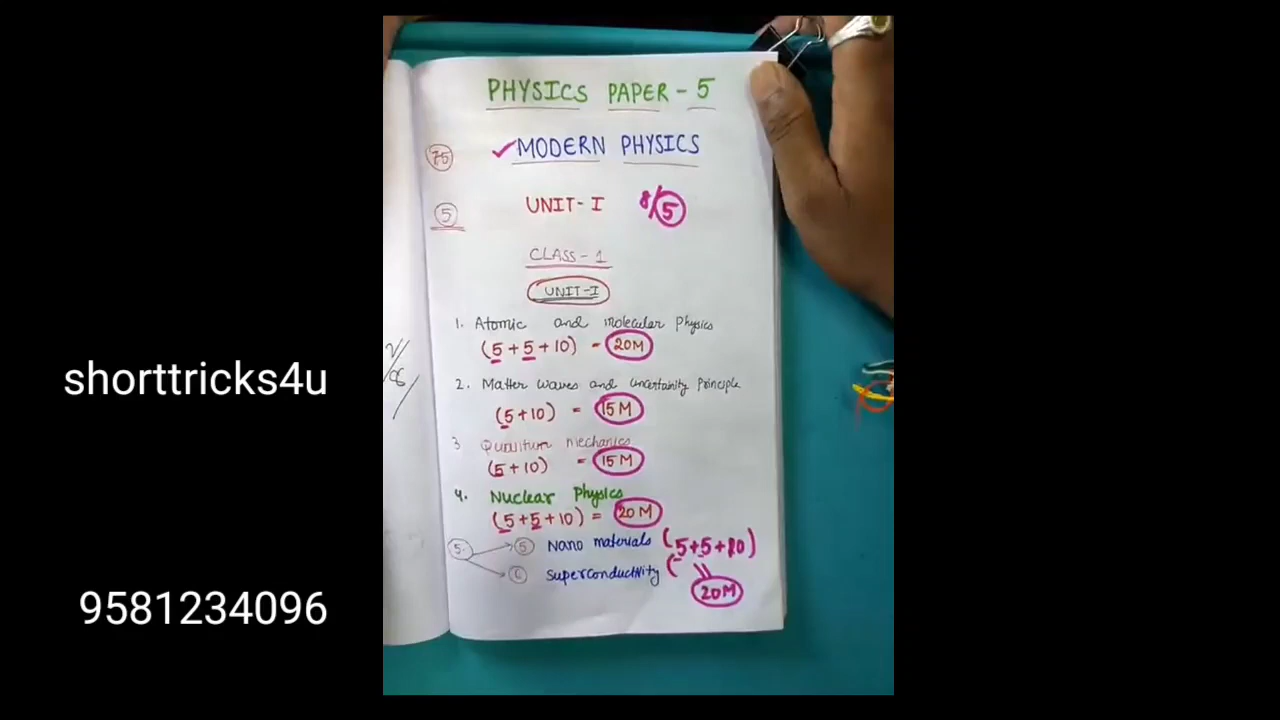 PHYSICS PAPER - 5
75
✓MODERN PHYSICS
5
UNIT - I 8/5
CLASS - 1
UNIT-I
1. Atomic and molecular Physics
(5 + 5 + 10) = 20M
2. Matter waves and uncertainity Principle
(5 + 10) = 15 M
3 Quantum mechanics
(5 + 10) = 15 M
4. Nuclear Physics
(5 + 5 + 10) = 20 M
5. 5 Nano materials (5+5+10)
6 Superconductivity (
20M
shorttricks4u
9581234096